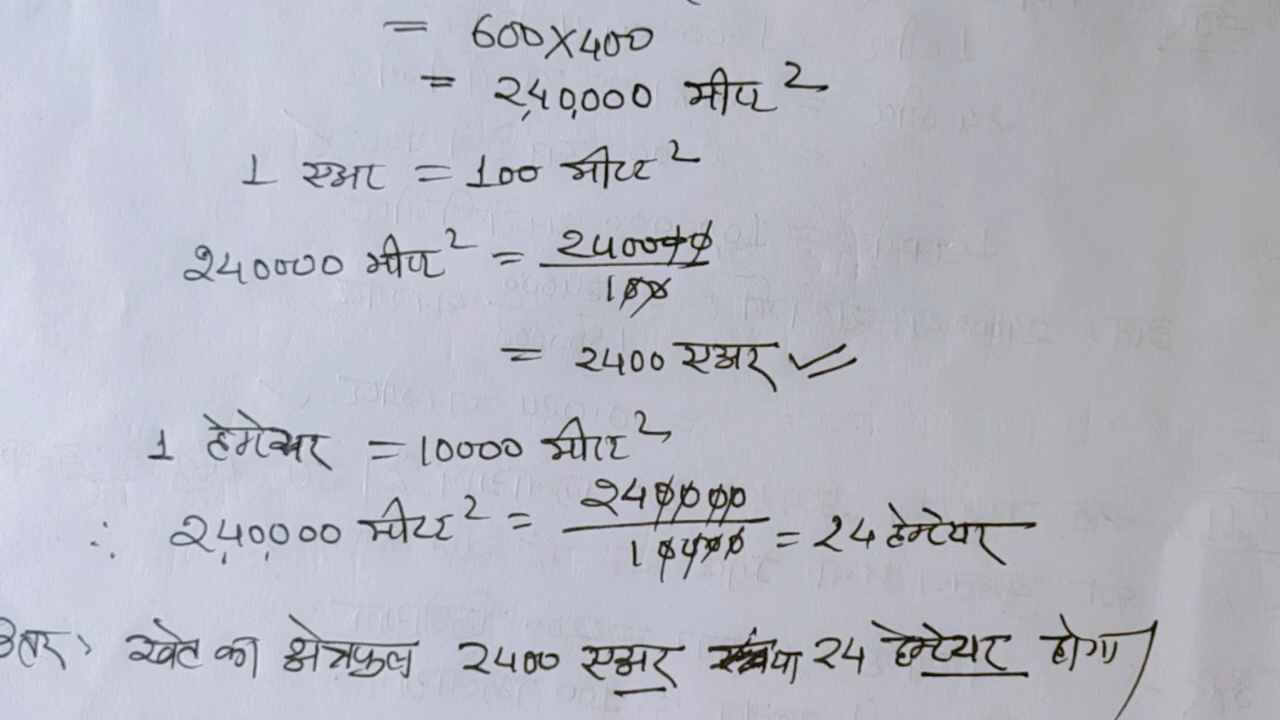 = 600×400
= 2,40,000 मीटर²
1 एअर = 100 मीटर²
240000 मीटर² = 240000/100
= 2400 एअर ✓
1 हेक्टेयर = 10000 मीटर²
∴ 2,40,000 मीटर² = 240000/10000 = 24 हेक्टेयर
उत्तर: खेत का क्षेत्रफल 2400 एअर 24 हेक्टेयर होगा